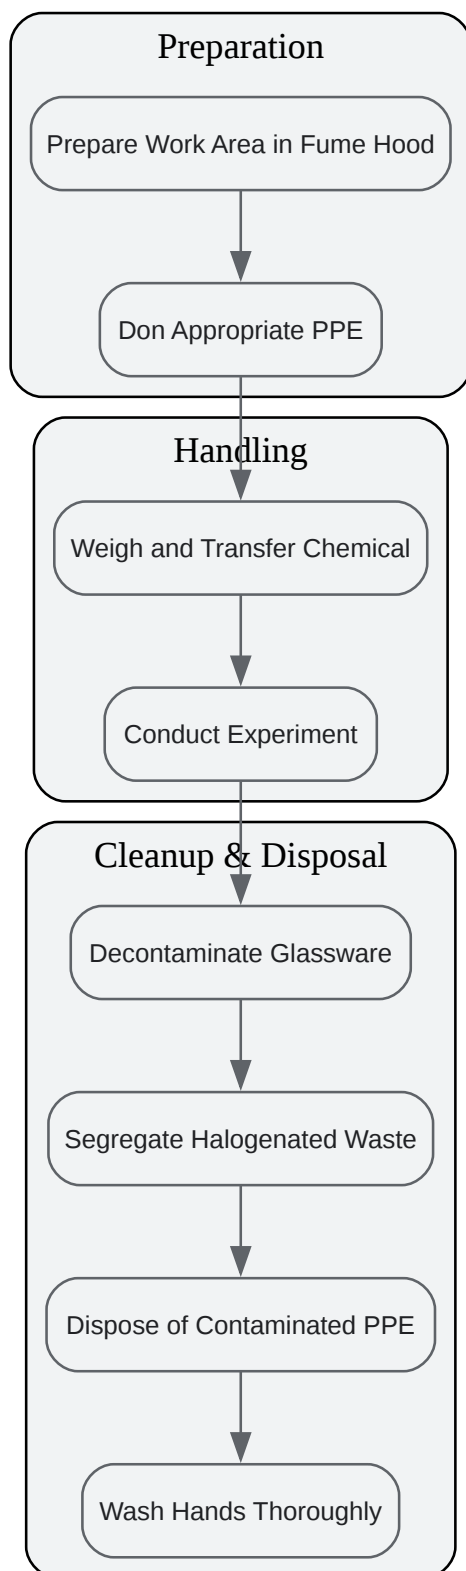 Preparation
Prepare Work Area in Fume Hood
Don Appropriate PPE
Handling
Weigh and Transfer Chemical
Conduct Experiment
Cleanup & Disposal
Decontaminate Glassware
Segregate Halogenated Waste
Dispose of Contaminated PPE
Wash Hands Thoroughly